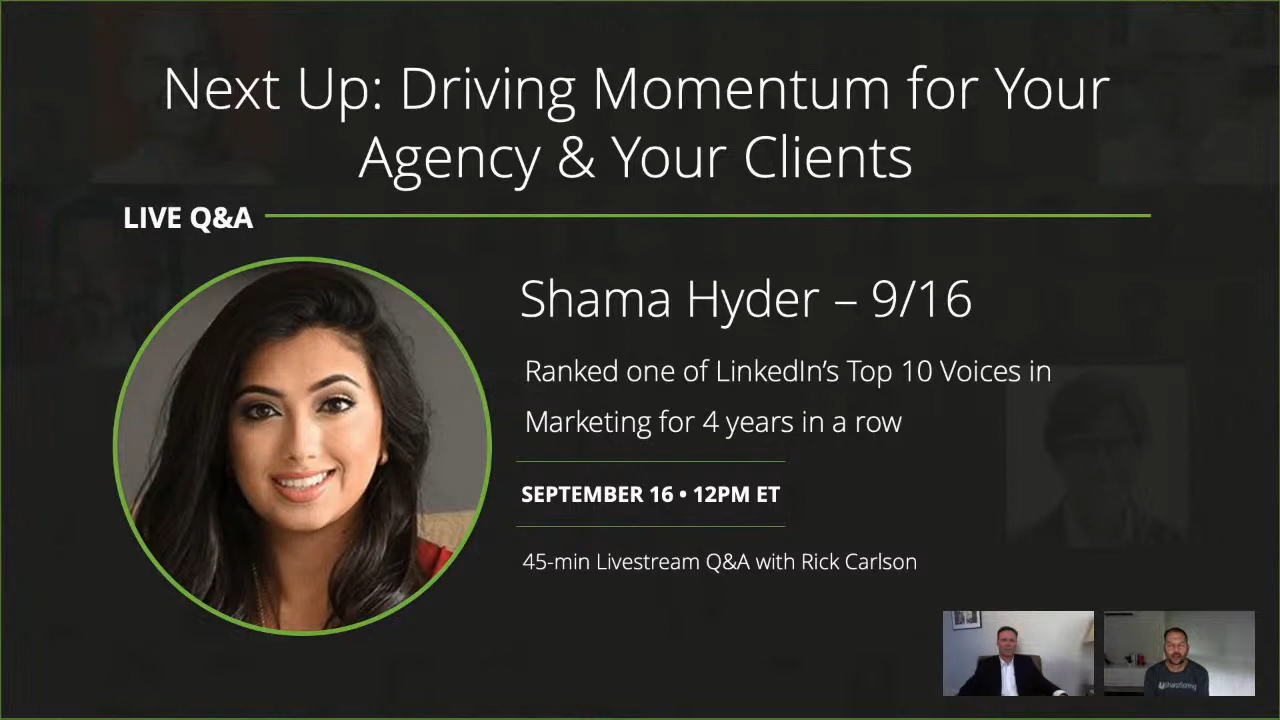 Next Up: Driving Momentum for Your
Agency & Your Clients
LIVE Q&A
Shama Hyder – 9/16
Ranked one of LinkedIn’s Top 10 Voices in
Marketing for 4 years in a row
SEPTEMBER 16 • 12PM ET
45-min Livestream Q&A with Rick Carlson
SharpSpring